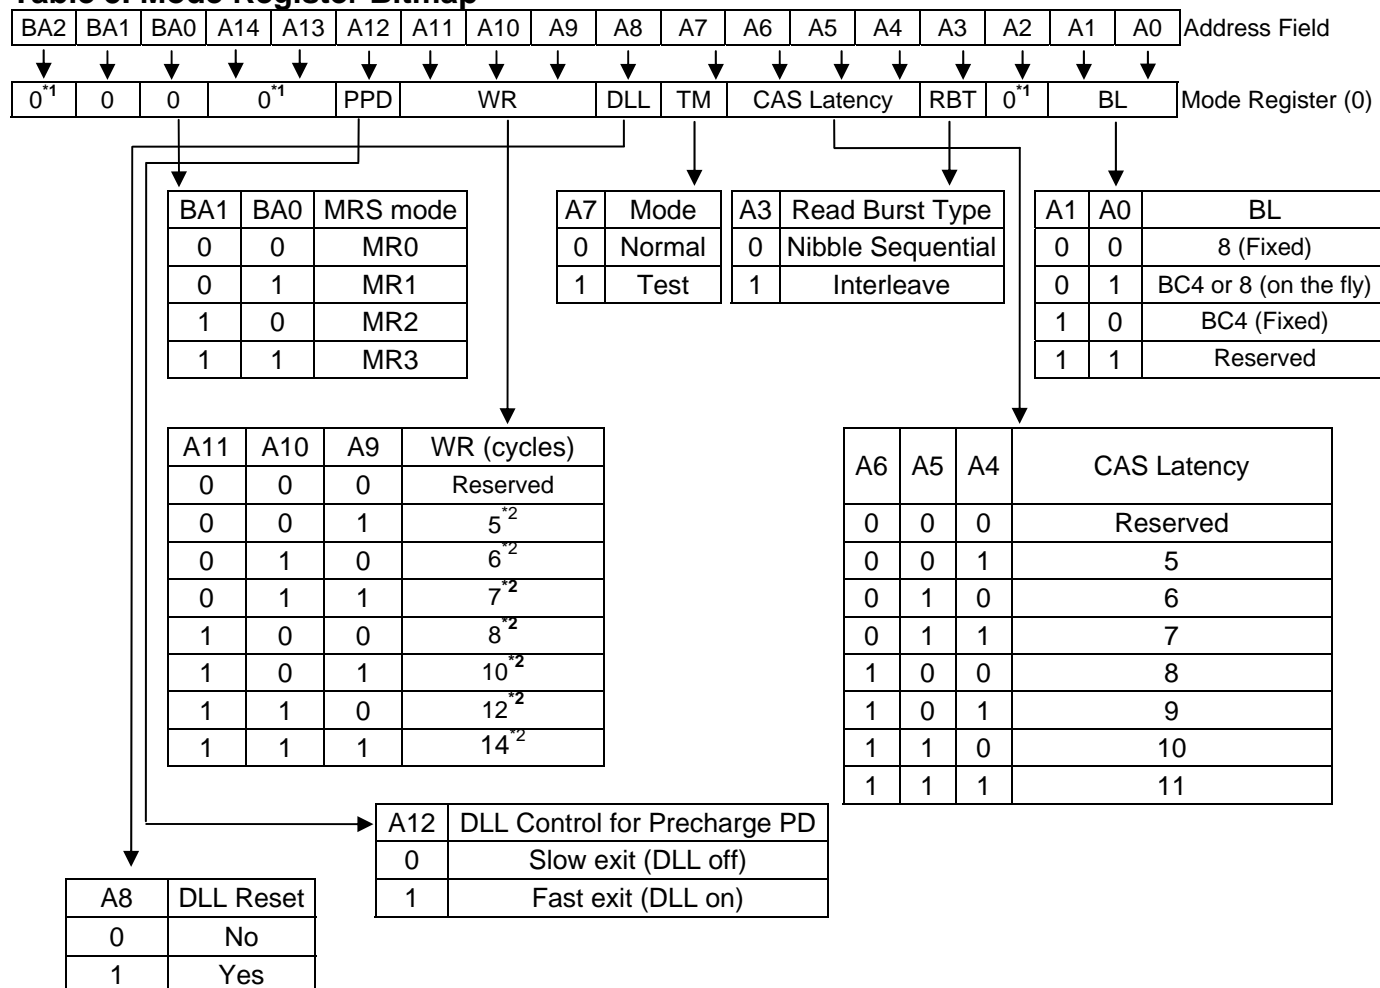 Table 6. Mode Register Bitmap
BA2 BA1 BA0 A14 A13 A12 A11 A10 A9 A8 A7 A6 A5 A4 A3 A2 A1 A0 Address Field
0*1 0 0 0*1 PPD WR DLL TM CAS Latency RBT 0*1 BL Mode Register (0)
BA1 BA0 MRS mode
0 0 MR0
0 1 MR1
1 0 MR2
1 1 MR3
A7 Mode
0 Normal
1 Test
A3 Read Burst Type
0 Nibble Sequential
1 Interleave
A1 A0 BL
0 0 8 (Fixed)
0 1 BC4 or 8 (on the fly)
1 0 BC4 (Fixed)
1 1 Reserved
A11 A10 A9 WR (cycles)
0 0 0 Reserved
0 0 1 5*2
0 1 0 6*2
0 1 1 7*2
1 0 0 8*2
1 0 1 10*2
1 1 0 12*2
1 1 1 14*2
A6 A5 A4 CAS Latency
0 0 0 Reserved
0 0 1 5
0 1 0 6
0 1 1 7
1 0 0 8
1 0 1 9
1 1 0 10
1 1 1 11
A12 DLL Control for Precharge PD
0 Slow exit (DLL off)
1 Fast exit (DLL on)
A8 DLL Reset
0 No
1 Yes